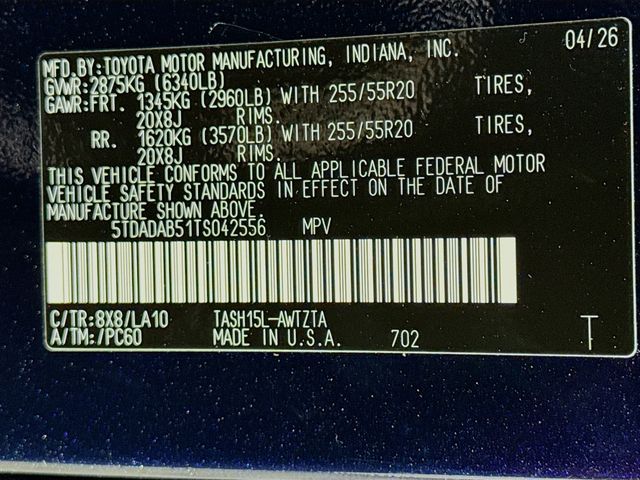 MFD.BY:TOYOTA MOTOR MANUFACTURING, INDIANA, INC. 04/26
GVWR:2875KG (6340LB)
GAWR:FRT. 1345KG (2960LB) WITH 255/55R20 TIRES,
20X8J RIMS.
RR. 1620KG (3570LB) WITH 255/55R20 TIRES,
20X8J RIMS.
THIS VEHICLE CONFORMS TO ALL APPLICABLE FEDERAL MOTOR
VEHICLE SAFETY STANDARDS IN EFFECT ON THE DATE OF
MANUFACTURE SHOWN ABOVE.
5TDADAB51TS042556 MPV
C/TR:8X8/LA10 TASH15L-AWTZTA
A/TM:/PC60 MADE IN U.S.A. 702 T